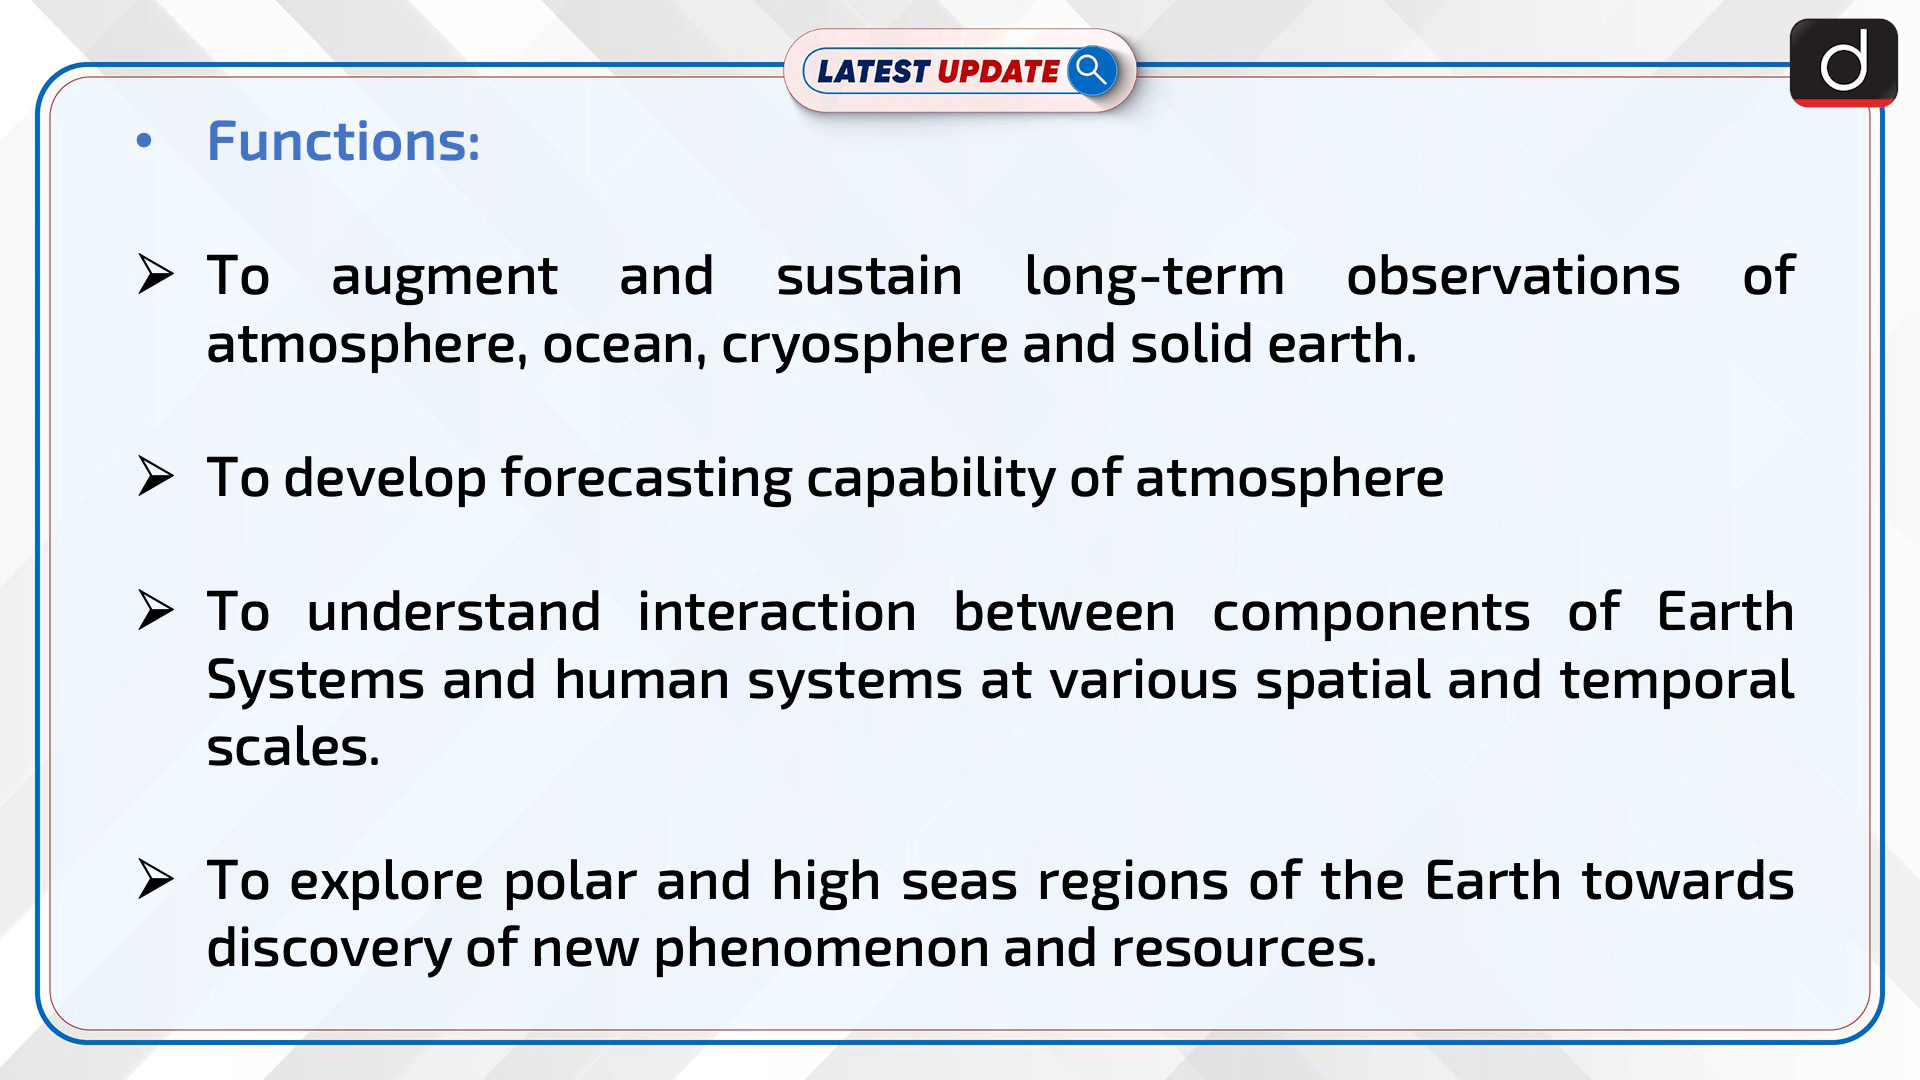 LATEST UPDATE
d
• Functions:
➢ To augment and sustain long-term observations of
atmosphere, ocean, cryosphere and solid earth.
➢ To develop forecasting capability of atmosphere
➢ To understand interaction between components of Earth
Systems and human systems at various spatial and temporal
scales.
➢ To explore polar and high seas regions of the Earth towards
discovery of new phenomenon and resources.